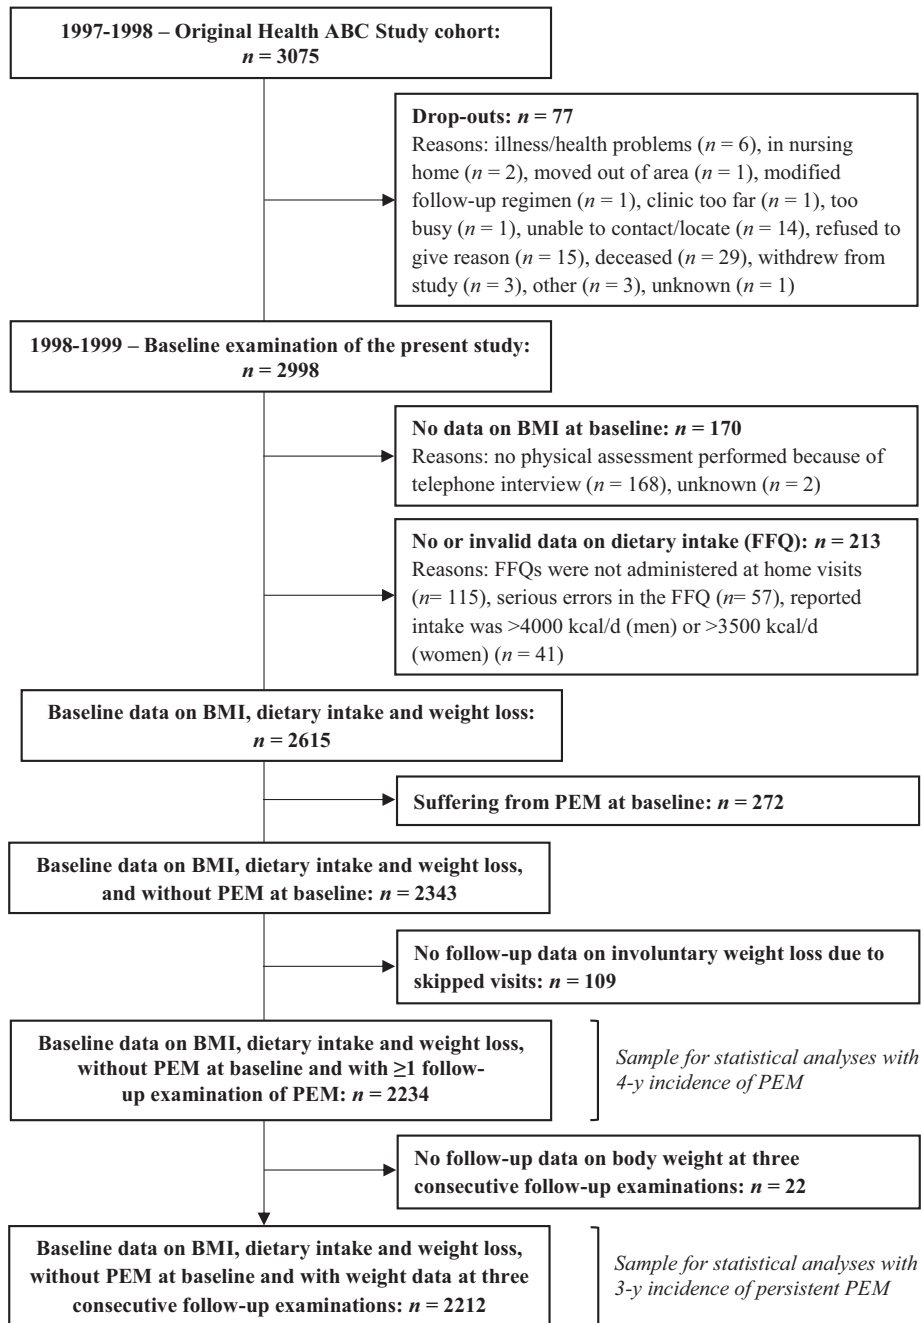 1997-1998 – Original Health ABC Study cohort:
n = 3075
Drop-outs: n = 77
Reasons: illness/health problems (n = 6), in nursing
home (n = 2), moved out of area (n = 1), modified
follow-up regimen (n = 1), clinic too far (n = 1), too
busy (n = 1), unable to contact/locate (n = 14), refused to
give reason (n = 15), deceased (n = 29), withdrew from
study (n = 3), other (n = 3), unknown (n = 1)
1998-1999 – Baseline examination of the present study:
n = 2998
No data on BMI at baseline: n = 170
Reasons: no physical assessment performed because of
telephone interview (n = 168), unknown (n = 2)
No or invalid data on dietary intake (FFQ): n = 213
Reasons: FFQs were not administered at home visits
(n= 115), serious errors in the FFQ (n= 57), reported
intake was >4000 kcal/d (men) or >3500 kcal/d
(women) (n = 41)
Baseline data on BMI, dietary intake and weight loss:
n = 2615
Suffering from PEM at baseline: n = 272
Baseline data on BMI, dietary intake and weight loss,
and without PEM at baseline: n = 2343
No follow-up data on involuntary weight loss due to
skipped visits: n = 109
Baseline data on BMI, dietary intake and weight loss,
without PEM at baseline and with ≥1 follow-
up examination of PEM: n = 2234
Sample for statistical analyses with
4-y incidence of PEM
No follow-up data on body weight at three
consecutive follow-up examinations: n = 22
Baseline data on BMI, dietary intake and weight loss,
without PEM at baseline and with weight data at three
consecutive follow-up examinations: n = 2212
Sample for statistical analyses with
3-y incidence of persistent PEM